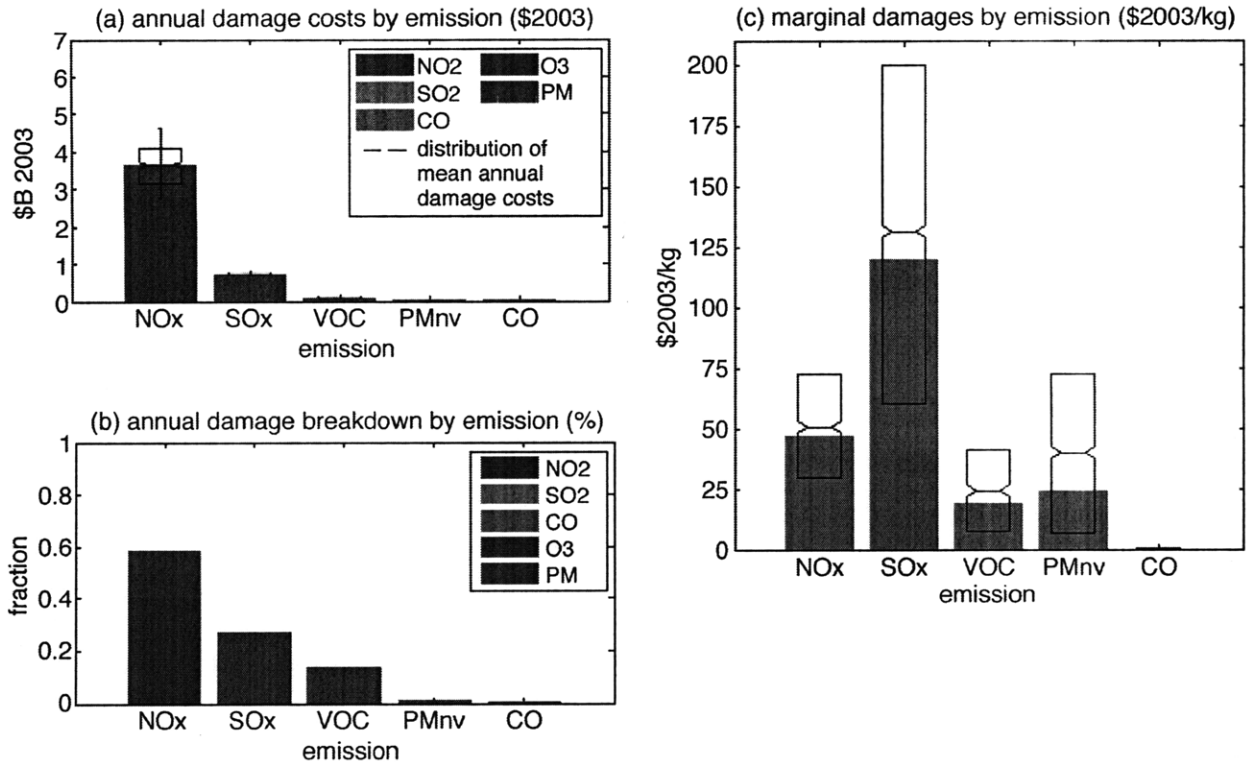 (a) annual damage costs by emission ($2003)
7
6
5
4
3
2
1
0
$B 2003
NO2
O3
SO2
PM
CO
distribution of
mean annual
damage costs
NOx SOx VOC PMnv CO
emission
(b) annual damage breakdown by emission (%)
1
0.8
0.6
0.4
0.2
0
fraction
NO2
SO2
CO
O3
PM
NOx SOx VOC PMnv CO
emission
(c) marginal damages by emission ($2003/kg)
200
175
150
125
100
75
50
25
0
$2003/kg
NOx SOx VOC PMnv CO
emission